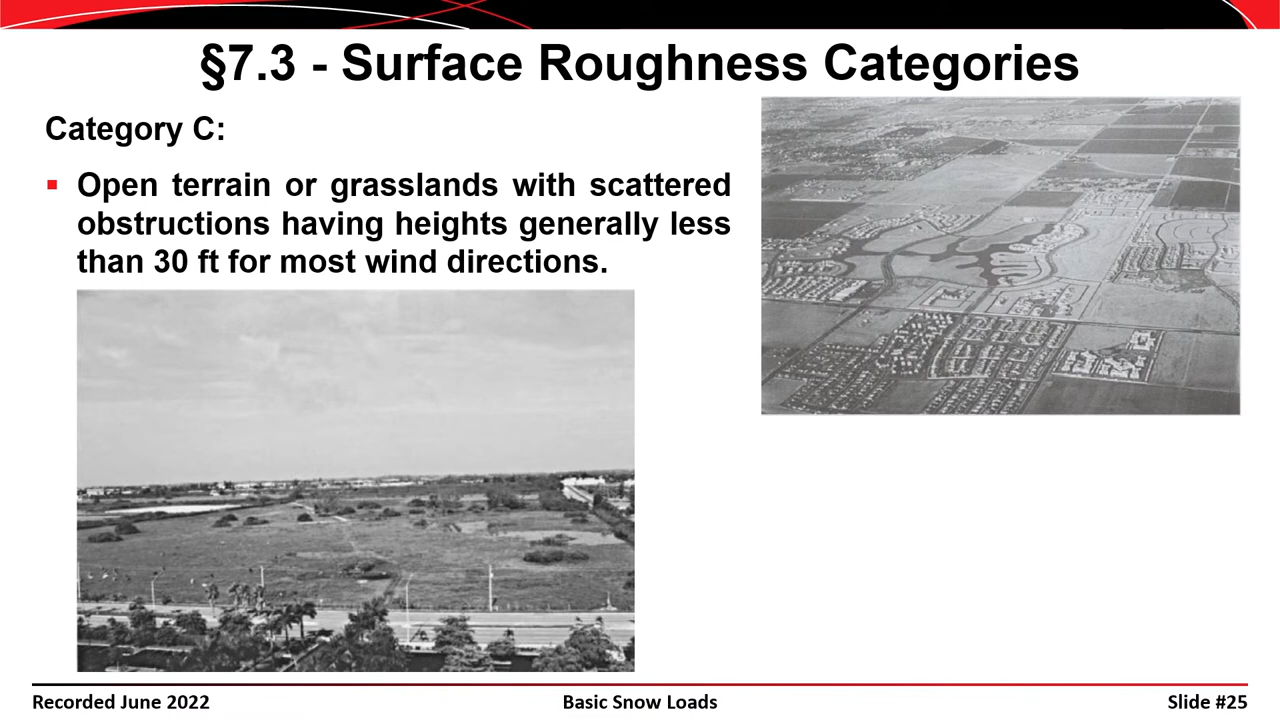 §7.3 - Surface Roughness Categories
Category C:
▪ Open terrain or grasslands with scattered
obstructions having heights generally less
than 30 ft for most wind directions.
Recorded June 2022
Basic Snow Loads
Slide #25